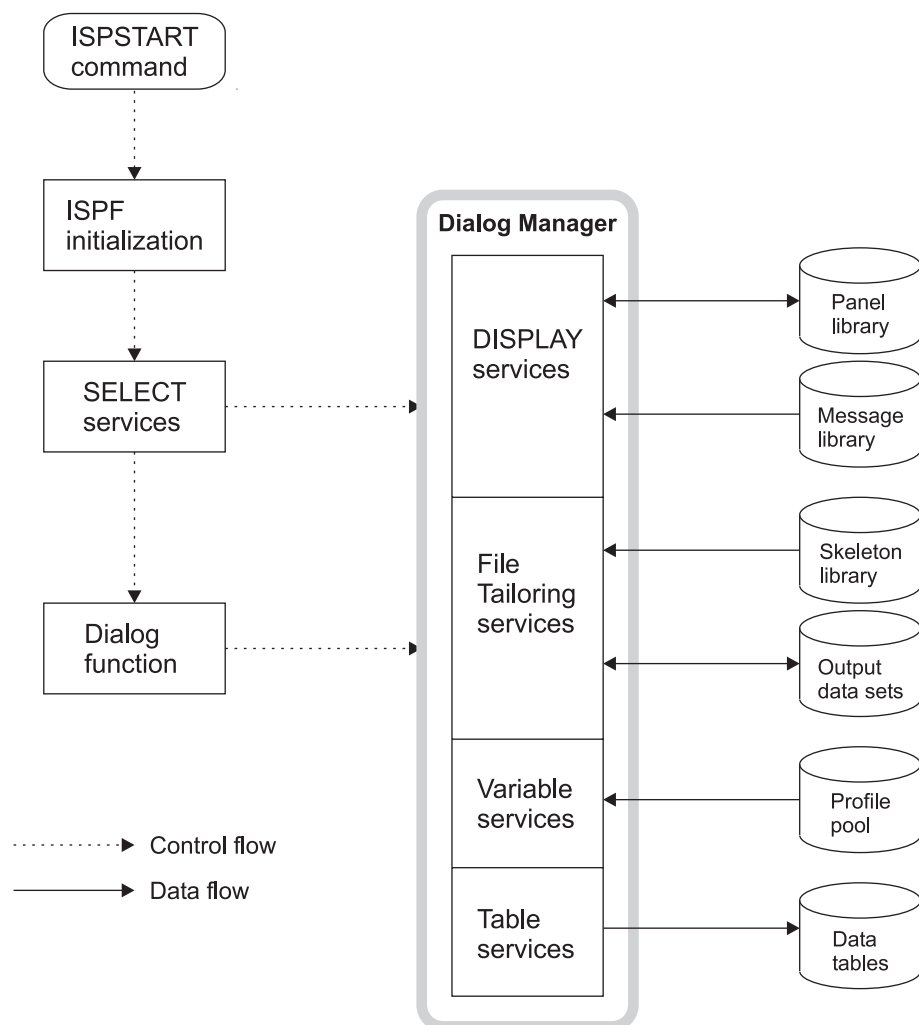 ISPSTART
command
ISPF
initialization
SELECT
services
Dialog
function
Control flow
Data flow
Dialog Manager
DISPLAY
services
File
Tailoring
services
Variable
services
Table
services
Panel
library
Message
library
Skeleton
library
Output
data sets
Profile
pool
Data
tables